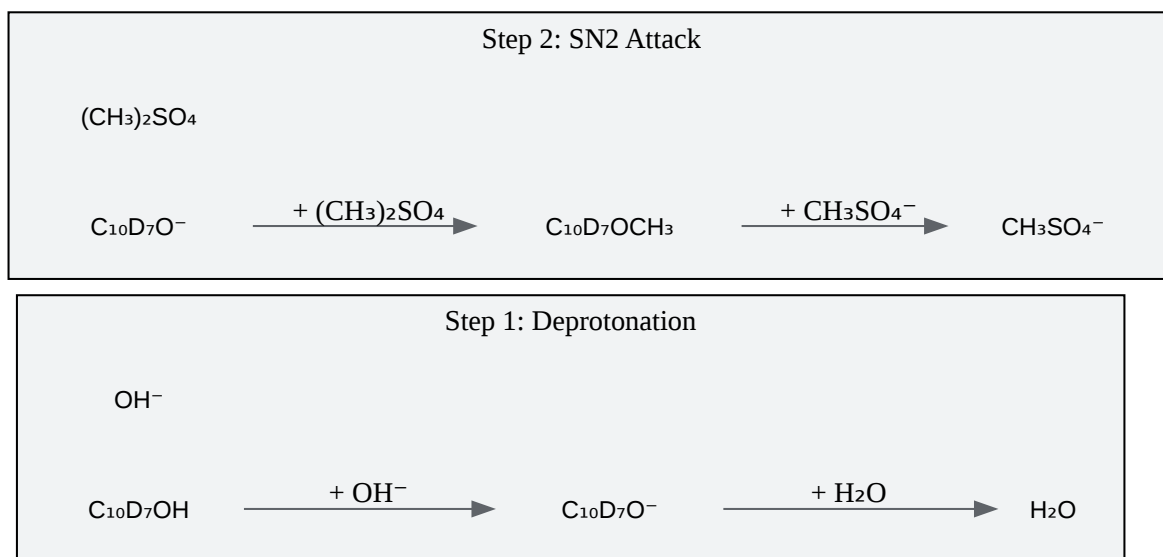 Step 2: SN2 Attack
(CH₃)₂SO₄
C₁₀D₇O⁻ + (CH₃)₂SO₄ C₁₀D₇OCH₃ + CH₃SO₄⁻ CH₃SO₄⁻
Step 1: Deprotonation
OH⁻
C₁₀D₇OH + OH⁻ C₁₀D₇O⁻ + H₂O H₂O